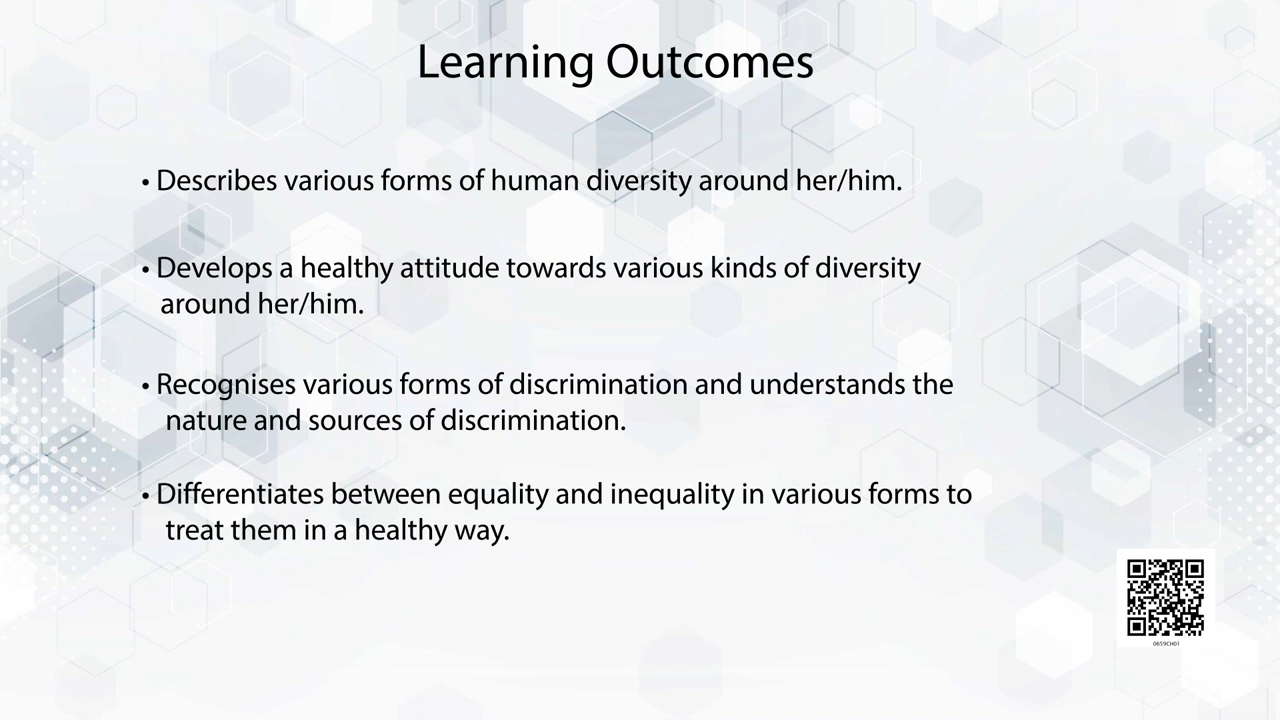 Learning Outcomes
• Describes various forms of human diversity around her/him.
• Develops a healthy attitude towards various kinds of diversity
around her/him.
• Recognises various forms of discrimination and understands the
nature and sources of discrimination.
• Differentiates between equality and inequality in various forms to
treat them in a healthy way.
0659CH01